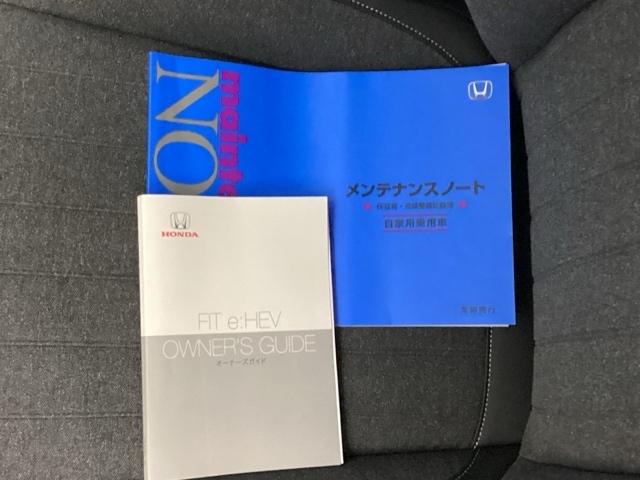 mainte
NO
メンテナンスノート
保証書・点検整備記録簿
自家用乗用車
HONDA
FIT e:HEV
OWNER'S GUIDE
オーナーズガイド